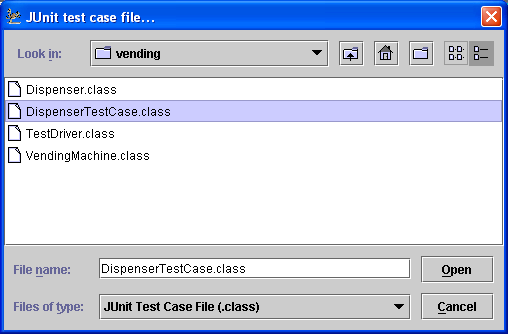 JUnit test case file...
Look in: vending
Dispenser.class
DispenserTestCase.class
TestDriver.class
VendingMachine.class
File name: DispenserTestCase.class Open
Files of type: JUnit Test Case File (.class) Cancel